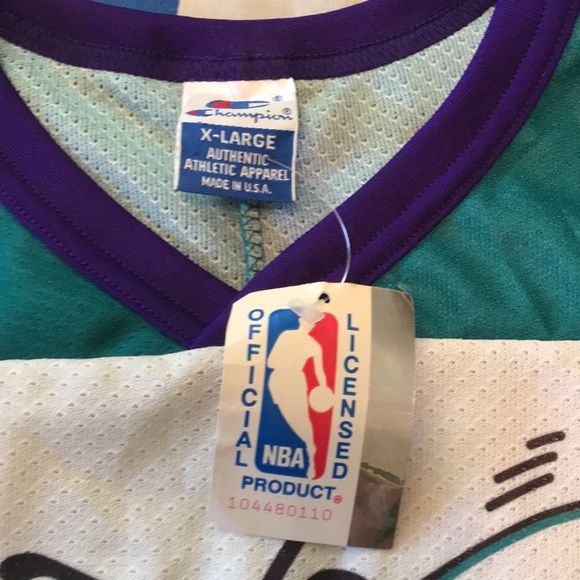 Champion®
X-LARGE
AUTHENTIC
ATHLETIC APPAREL
MADE IN U.S.A.
OFFICIAL
LICENSED
NBA
PRODUCT®
104480110